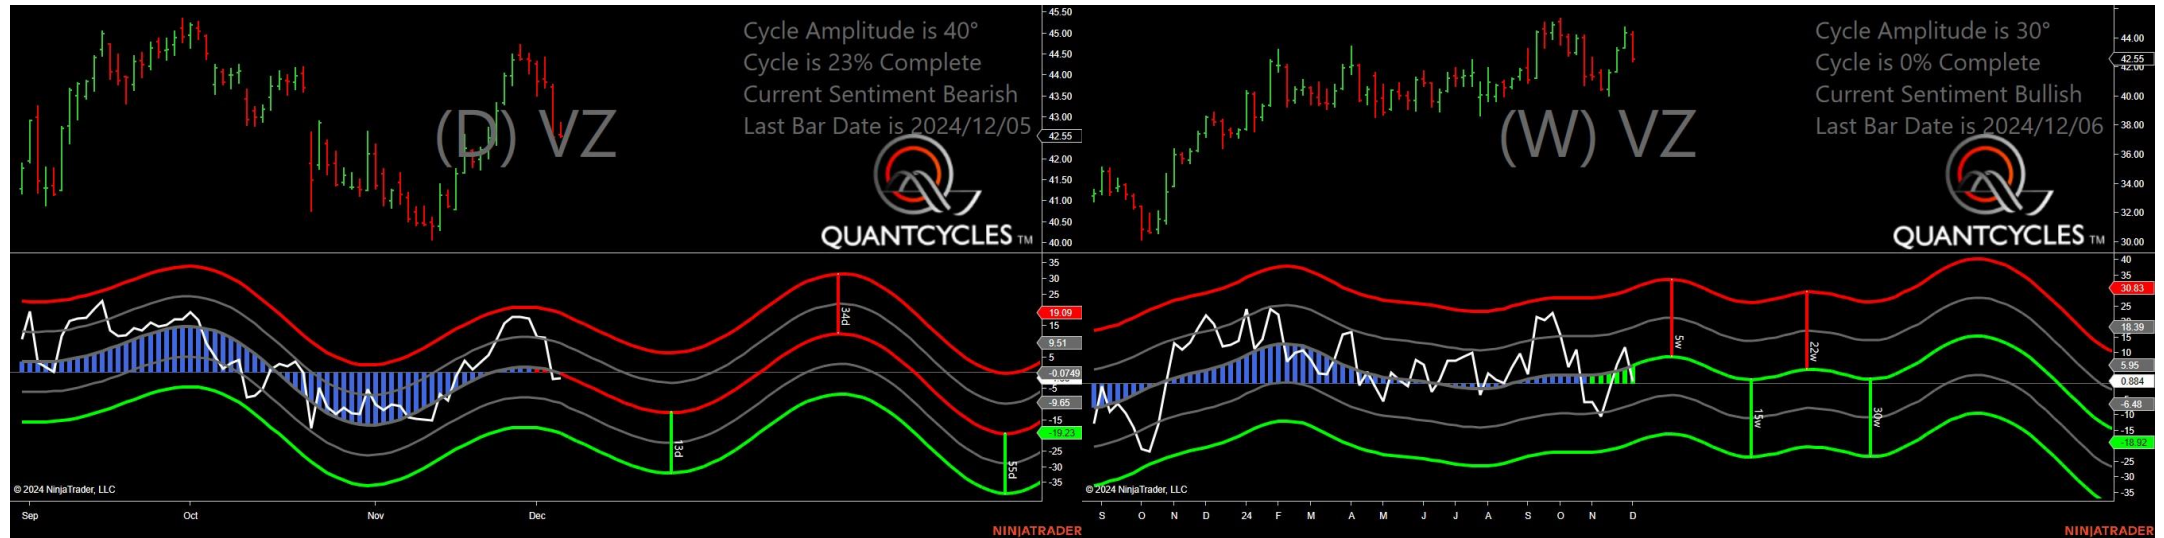 Cycle Amplitude is 40°
Cycle is 23% Complete
Current Sentiment Bearish
Last Bar Date is 2024/12/05
(D) VZ
QUANTCYCLES TM
45.50
45.00
44.50
44.00
43.50
43.00
42.55
42.00
41.50
41.00
40.50
40.00
35
30
25
19.09
15
9.51
5
-0.0749
-5
-9.65
-15
-19.23
-25
-30
-35
34d
13d
55d
© 2024 NinjaTrader, LLC
Sep
Oct
Nov
Dec
NINJATRADER
Cycle Amplitude is 30°
Cycle is 0% Complete
Current Sentiment Bullish
Last Bar Date is 2024/12/06
(W) VZ
QUANTCYCLES TM
44.00
42.55
42.00
40.00
38.00
36.00
34.00
32.00
30.00
40
35
30.83
25
18.39
15
10
5.95
0.884
-6.48
-10
-15
-18.92
-25
-30
-35
5w
22w
15w
30w
© 2024 NinjaTrader, LLC
S O N D 24 F M A M J J A S O N D
NINJATRADER